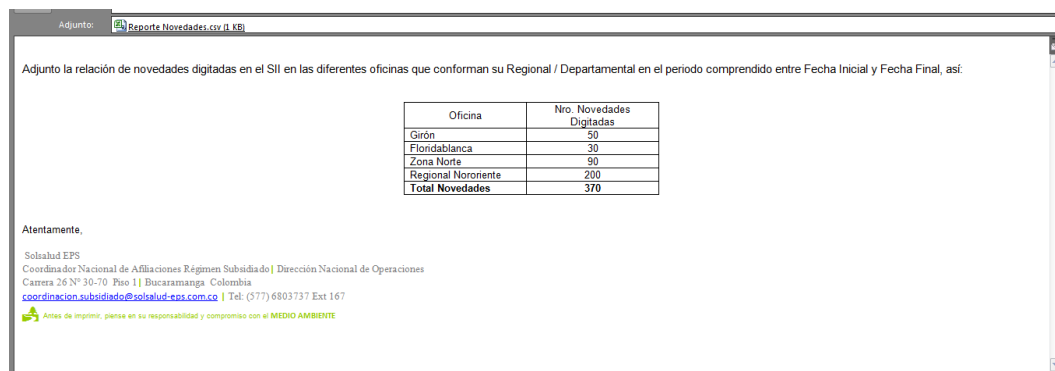 Adjunto: Reporte Novedades.csv (1 KB)
Adjunto la relación de novedades digitadas en el SII en las diferentes oficinas que conforman su Regional / Departamental en el periodo comprendido entre Fecha Inicial y Fecha Final, así:
Oficina Nro. Novedades
Digitadas
Girón 50
Floridablanca 30
Zona Norte 90
Regional Nororiente 200
Total Novedades 370
Atentamente,
Solsalud EPS
Coordinador Nacional de Afiliaciones Régimen Subsidiado| Dirección Nacional de Operaciones
Carrera 26 N° 30-70 Piso 1| Bucaramanga Colombia
coordinacion.subsidiado@solsalud-eps.com.co | Tel: (577) 6803737 Ext 167
Antes de imprimir, piense en su responsabilidad y compromiso con el MEDIO AMBIENTE